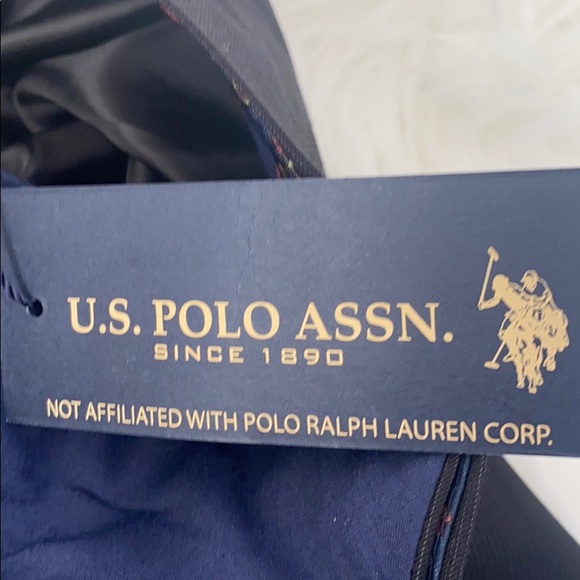 U.S. POLO ASSN.
SINCE 1890
NOT AFFILIATED WITH POLO RALPH LAUREN CORP.